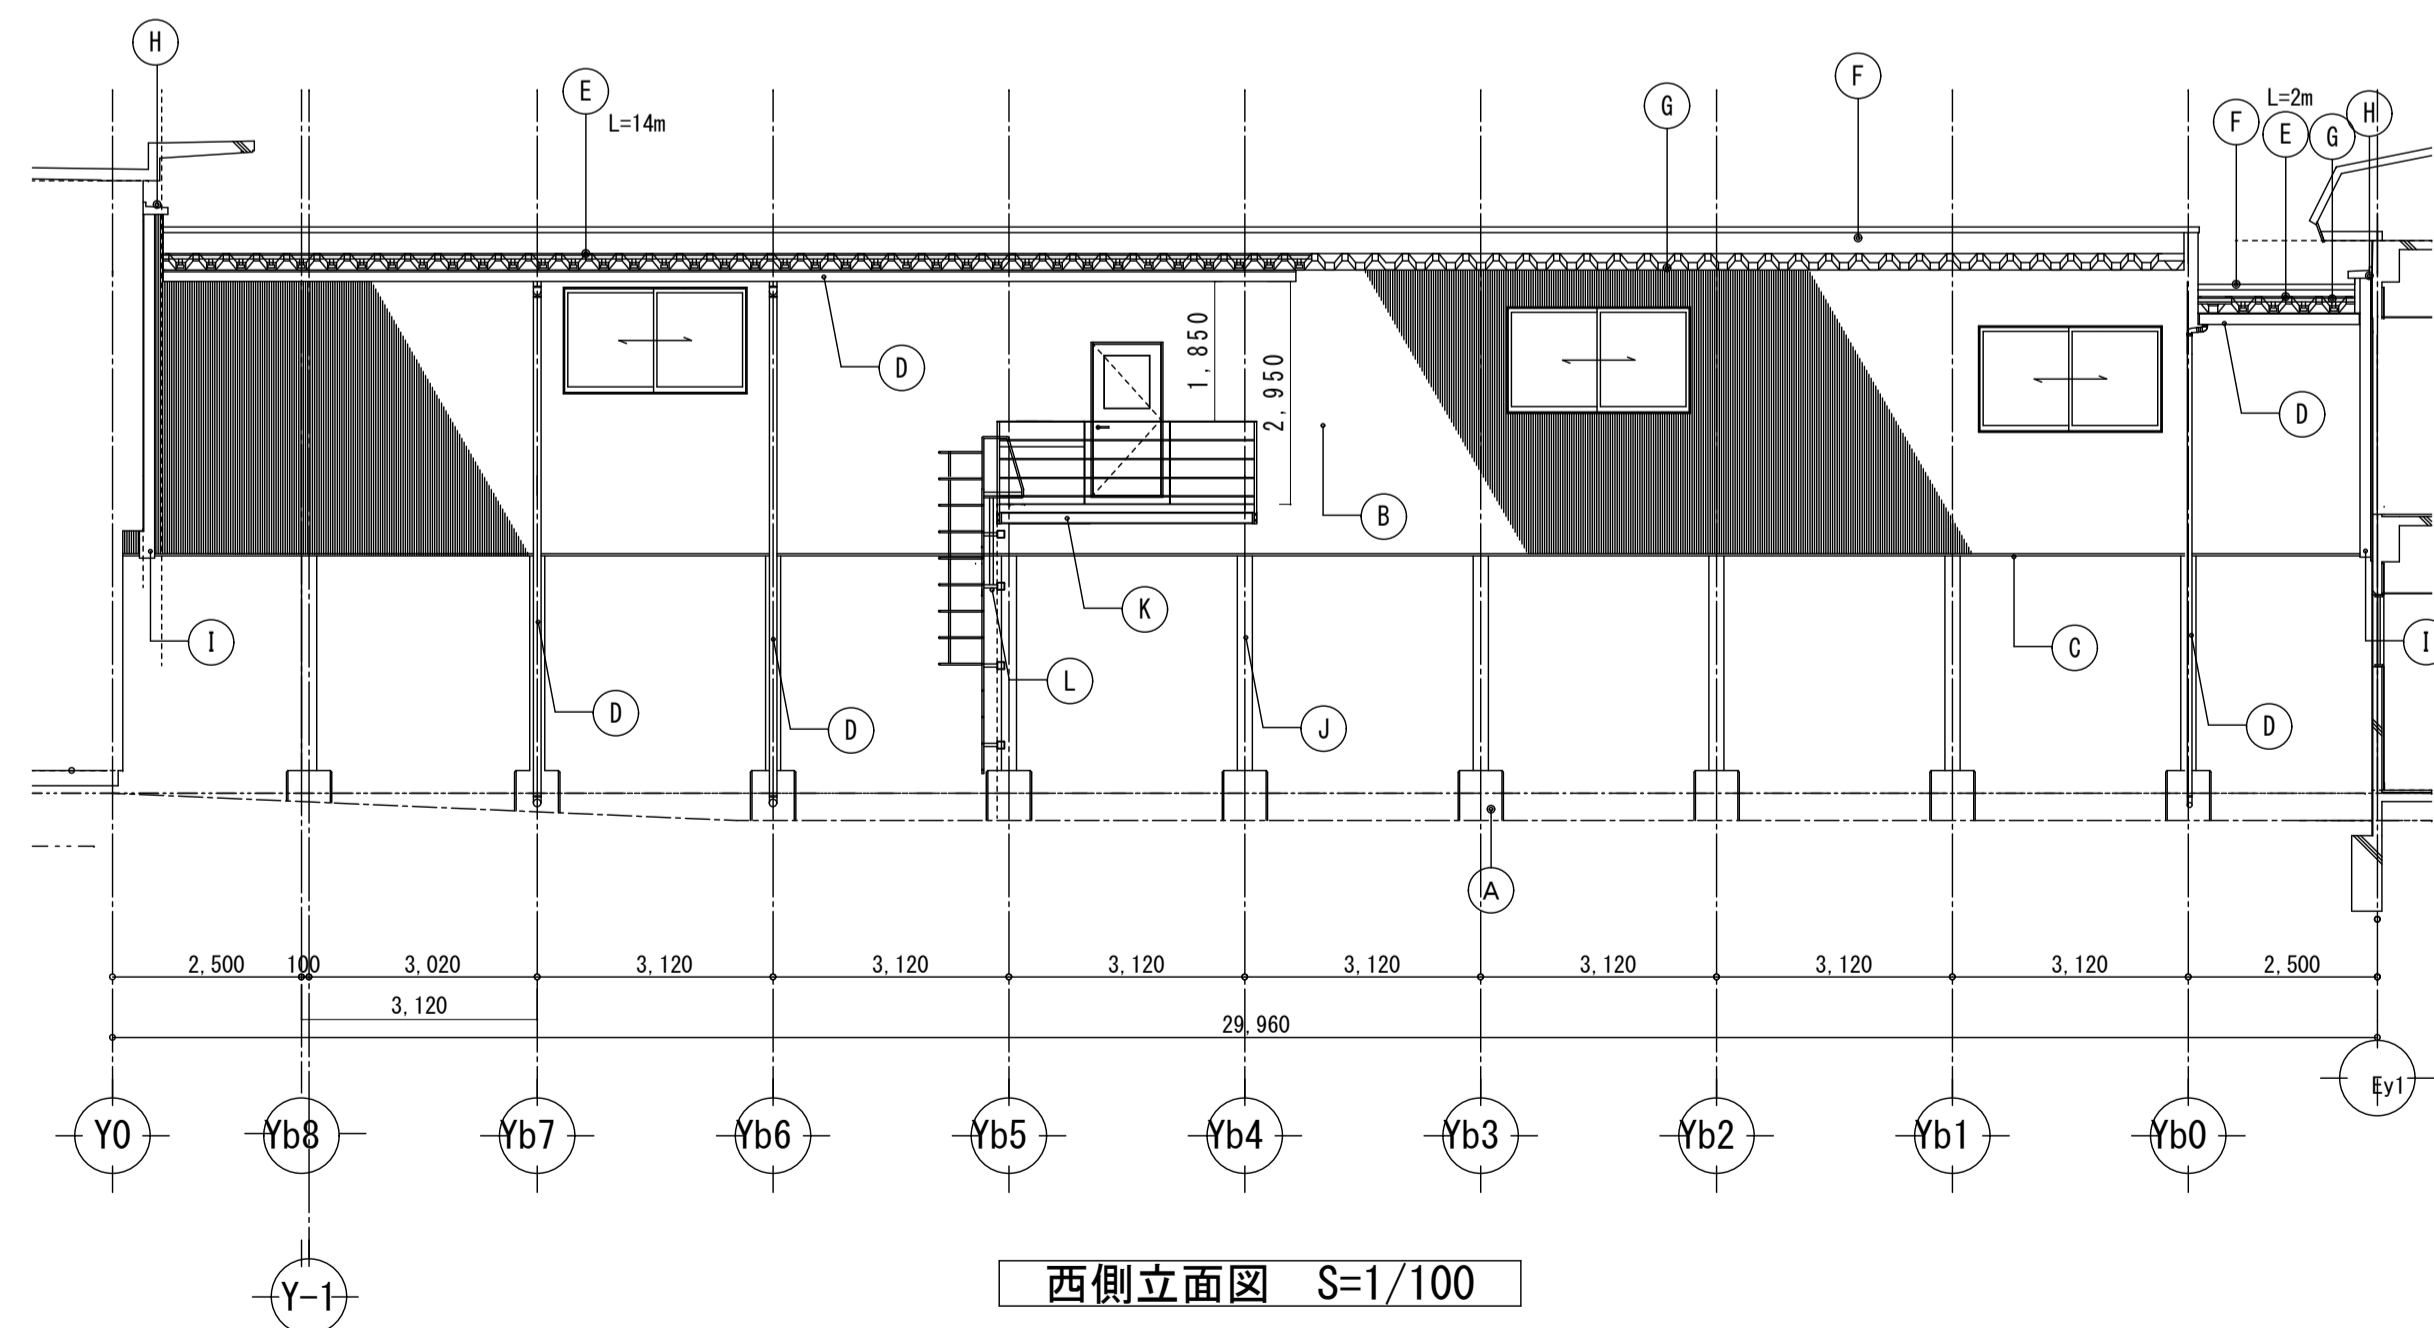 H
E
L=14m
G
F
F
L=2m
E
G
H
D
1,850
2,950
D
B
I
K
L
D
D
J
C
D
I
A
2,500
100
3,020
3,120
3,120
3,120
3,120
3,120
3,120
3,120
2,500
3,120
29,960
Y0
Yb8
Yb7
Yb6
Yb5
Yb4
Yb3
Yb2
Yb1
Yb0
Ey1
Y-1
西側立面図　S=1/100